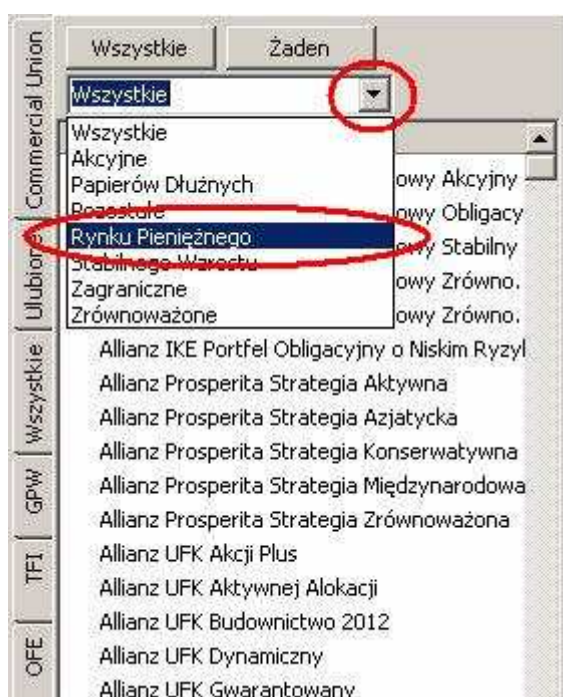 Wszystkie Żaden
Wszystkie
Wszystkie
Akcyjne
Papierów Dłużnych
Pozostałe
Rynku Pieniężnego
Stabilnego Wzrostu
Zagraniczne
Zrównoważone
owy Akcyjny
owy Obligacy
owy Stabilny
owy Zrówno.
owy Zrówno.
Allianz IKE Portfel Obligacyjny o Niskim Ryzyl
Allianz Prosperita Strategia Aktywna
Allianz Prosperita Strategia Azjatycka
Allianz Prosperita Strategia Konserwatywna
Allianz Prosperita Strategia Międzynarodowa
Allianz Prosperita Strategia Zrównoważona
Allianz UFK Akcji Plus
Allianz UFK Aktywnej Alokacji
Allianz UFK Budownictwo 2012
Allianz UFK Dynamiczny
Allianz UFK Gwarantowany
Commercial Union
Ulubione
Wszystkie
GPW
TFI
OFE